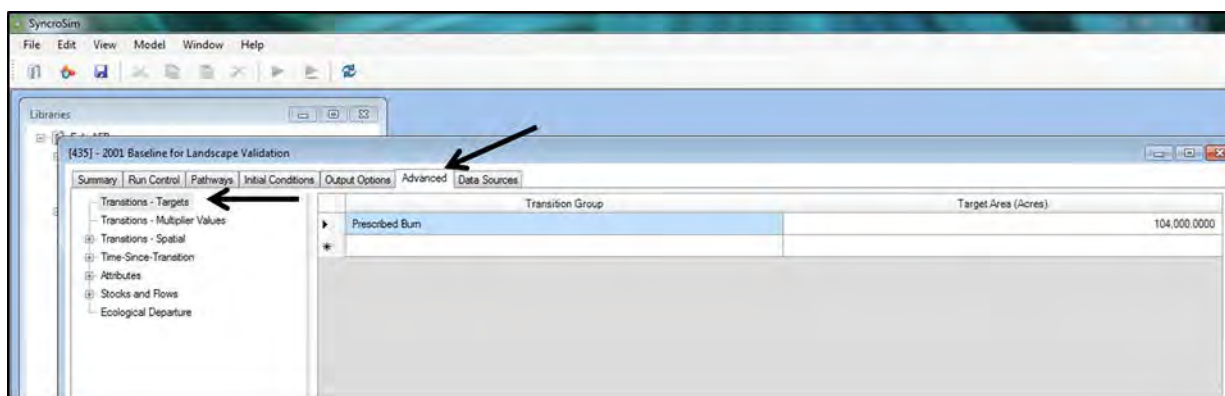 SyncroSim
File Edit View Model Window Help
Libraries
[435] - 2001 Baseline for Landscape Validation
Summary Run Control Pathways Initial Conditions Output Options Advanced Data Sources
Transitions - Targets
Transitions - Multiplier Values
Transitions - Spatial
Time-Since-Transition
Attributes
Stocks and Flows
Ecological Departure
Transition Group Target Area (Acres)
Prescribed Burn 104,000.0000